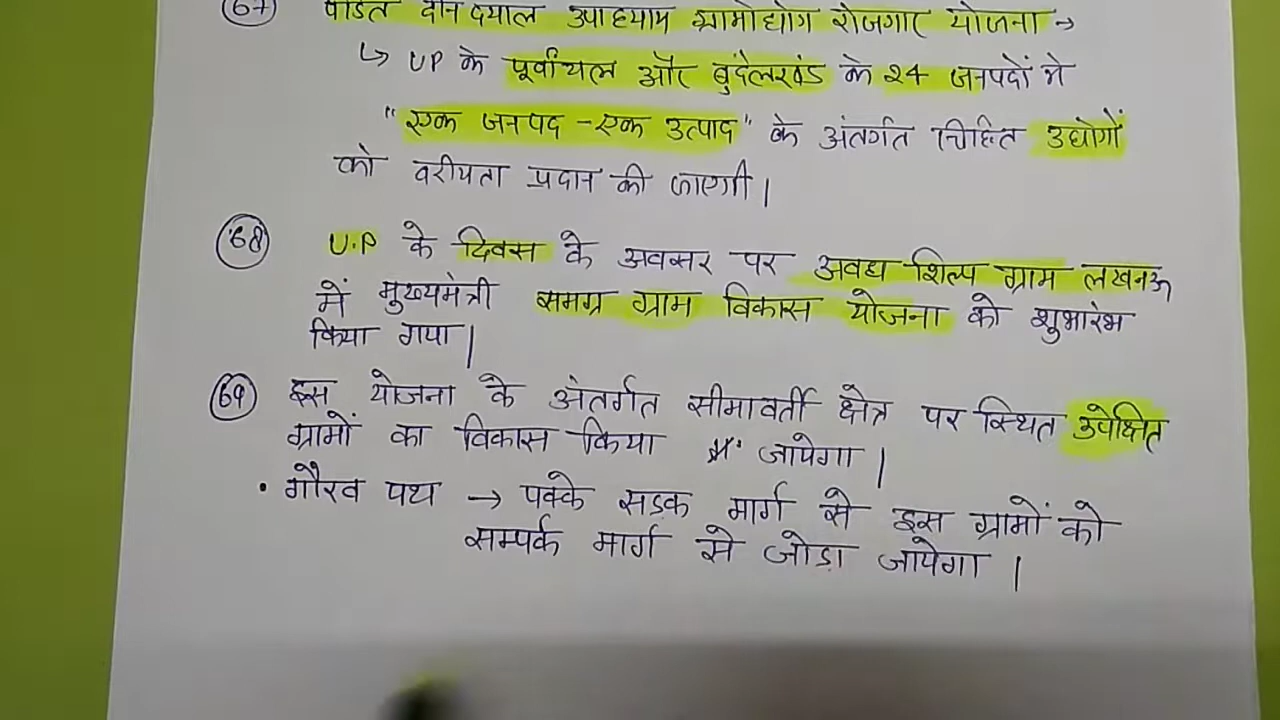 (67) पंडित दीनदयाल उपाध्याय ग्रामोद्योग रोजगार योजना →
↳ UP के पूर्वांचल और बुंदेलखंड के 24 जनपदों मे
"एक जनपद - एक उत्पाद" के अंतर्गत चिह्नित उद्योगों
को वरीयता प्रदान की जाएगी।
(68) U.P के दिवस के अवसर पर अवध शिल्प ग्राम लखनऊ
में मुख्यमंत्री समग्र ग्राम विकास योजना को शुभारंभ
किया गया।
(69) इस योजना के अंतर्गत सीमावर्ती क्षेत्र पर स्थित उपेक्षित
ग्रामों का विकास किया जायेगा।
• गौरव पथ → पक्के सड़क मार्ग से इस ग्रामों को
सम्पर्क मार्ग से जोडा जायेगा।